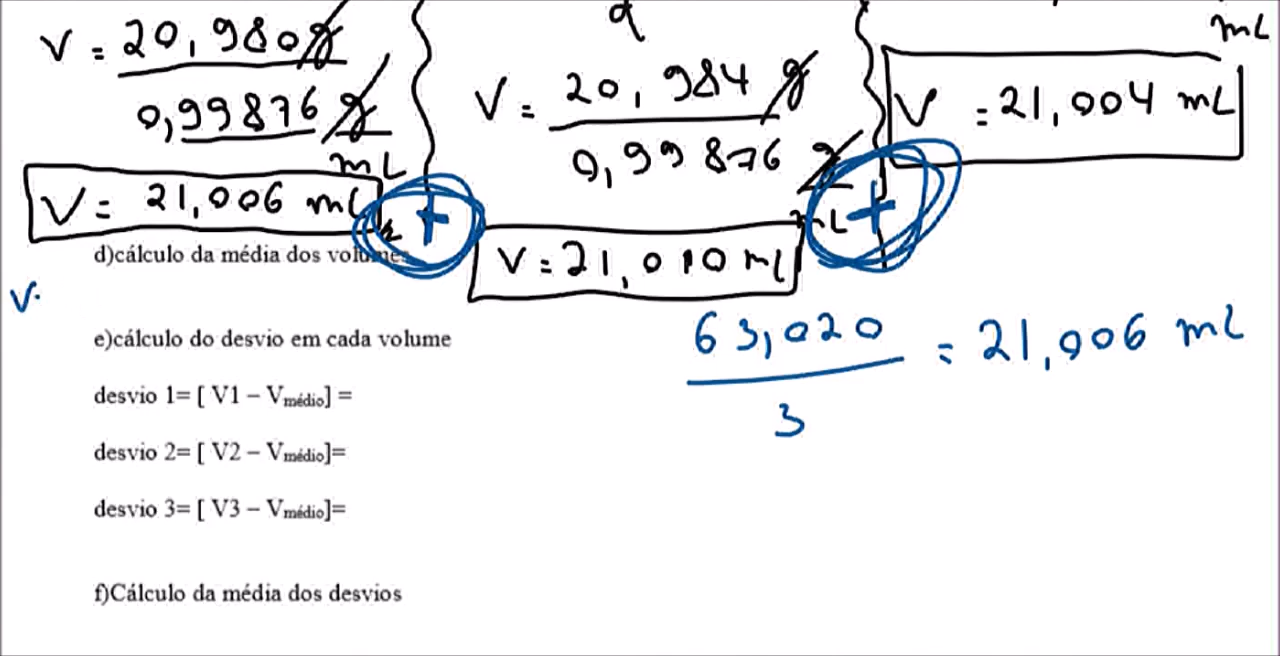 V = 20,980 g
0,99876 g
mL
V = 21,006 mL
q
V = 20,984 g
0,99876 g
mL
V = 21,010 mL
mL
V = 21,004 mL
+
+
d)cálculo da média dos volumes
V.
63,020
3
= 21,006 mL
e)cálculo do desvio em cada volume
desvio 1= [ V1 – Vmédio] =
desvio 2= [ V2 – Vmédio]=
desvio 3= [ V3 – Vmédio]=
f)Cálculo da média dos desvios